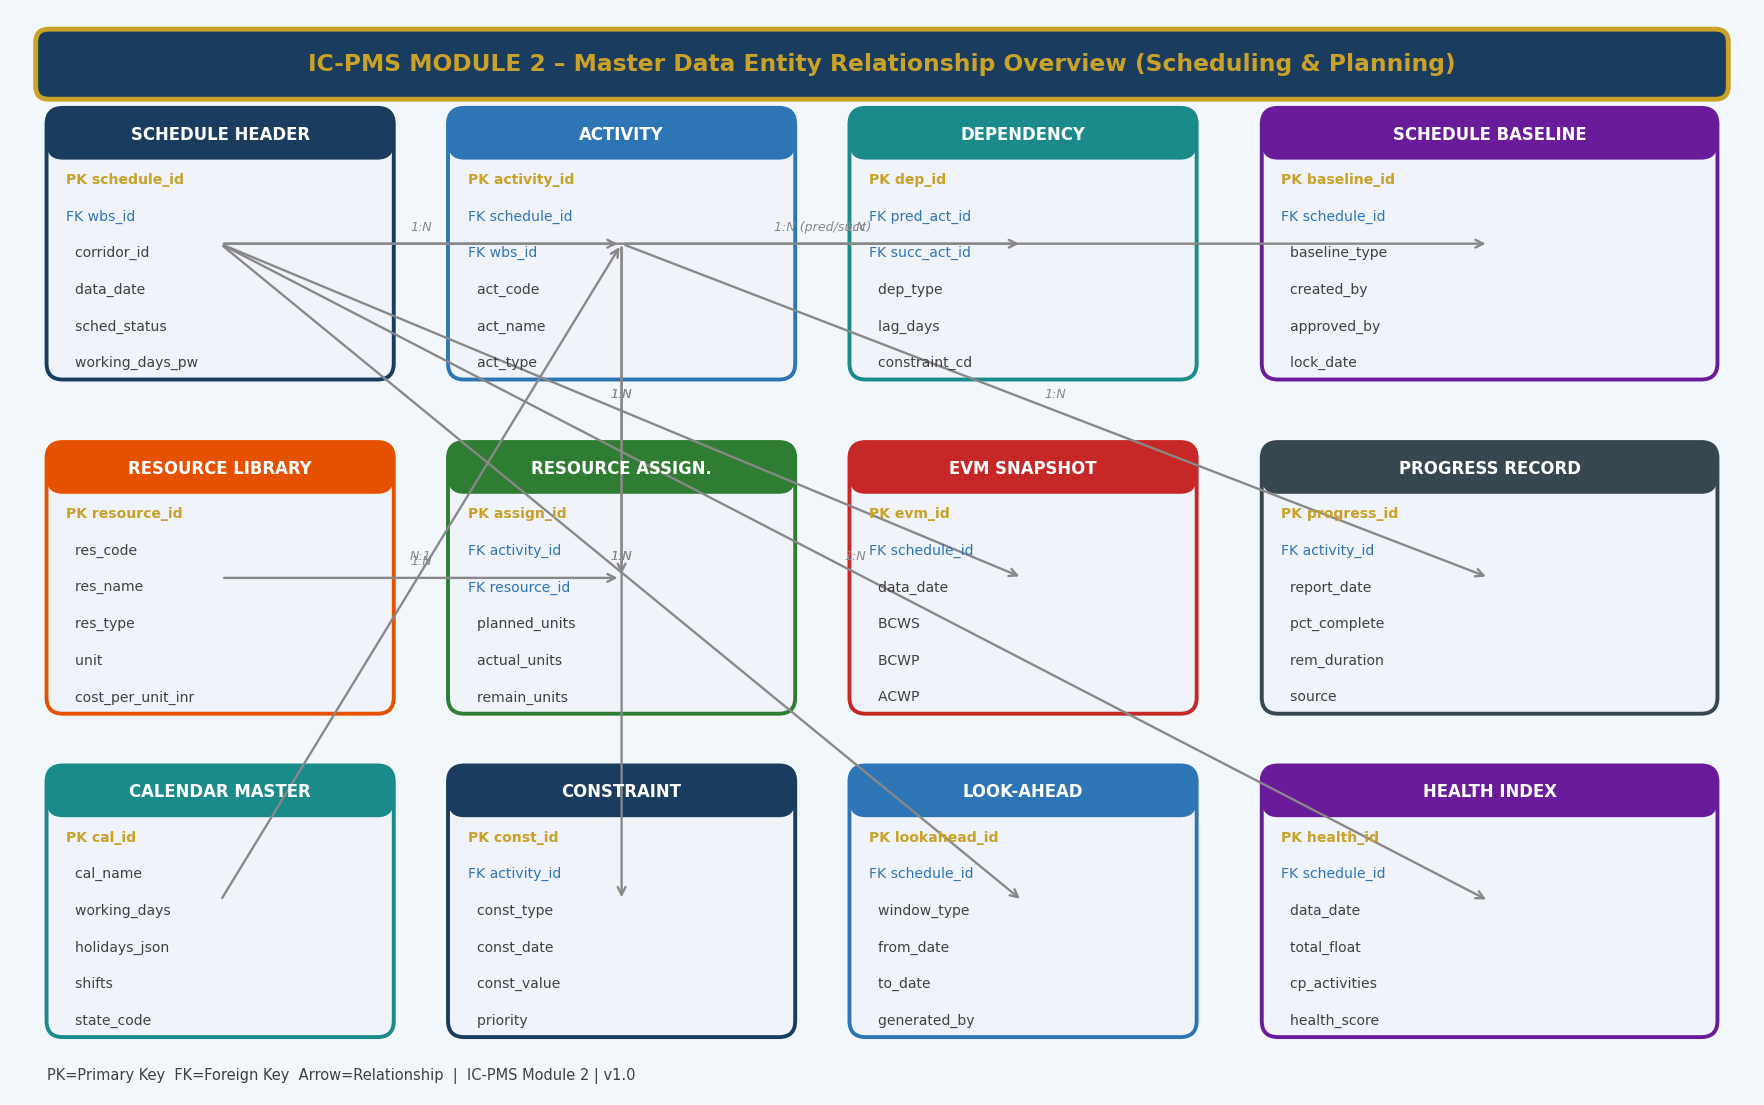 IC-PMS MODULE 2 – Master Data Entity Relationship Overview (Scheduling & Planning)
SCHEDULE HEADER
PK schedule_id
FK wbs_id
corridor_id
data_date
sched_status
working_days_pw
ACTIVITY
PK activity_id
FK schedule_id
FK wbs_id
act_code
act_name
act_type
DEPENDENCY
PK dep_id
FK pred_act_id
FK succ_act_id
dep_type
lag_days
constraint_cd
SCHEDULE BASELINE
PK baseline_id
FK schedule_id
baseline_type
created_by
approved_by
lock_date
1:N
1:N (pred/succ)
1:N
1:N
RESOURCE LIBRARY
PK resource_id
res_code
res_name
res_type
unit
cost_per_unit_inr
RESOURCE ASSIGN.
PK assign_id
FK activity_id
FK resource_id
planned_units
actual_units
remain_units
EVM SNAPSHOT
PK evm_id
FK schedule_id
data_date
BCWS
BCWP
ACWP
PROGRESS RECORD
PK progress_id
FK activity_id
report_date
pct_complete
rem_duration
source
N:1
1:N
1:N
1:N
CALENDAR MASTER
PK cal_id
cal_name
working_days
holidays_json
shifts
state_code
CONSTRAINT
PK const_id
FK activity_id
const_type
const_date
const_value
priority
LOOK-AHEAD
PK lookahead_id
FK schedule_id
window_type
from_date
to_date
generated_by
HEALTH INDEX
PK health_id
FK schedule_id
data_date
total_float
cp_activities
health_score
PK=Primary Key  FK=Foreign Key  Arrow=Relationship  |  IC-PMS Module 2 | v1.0